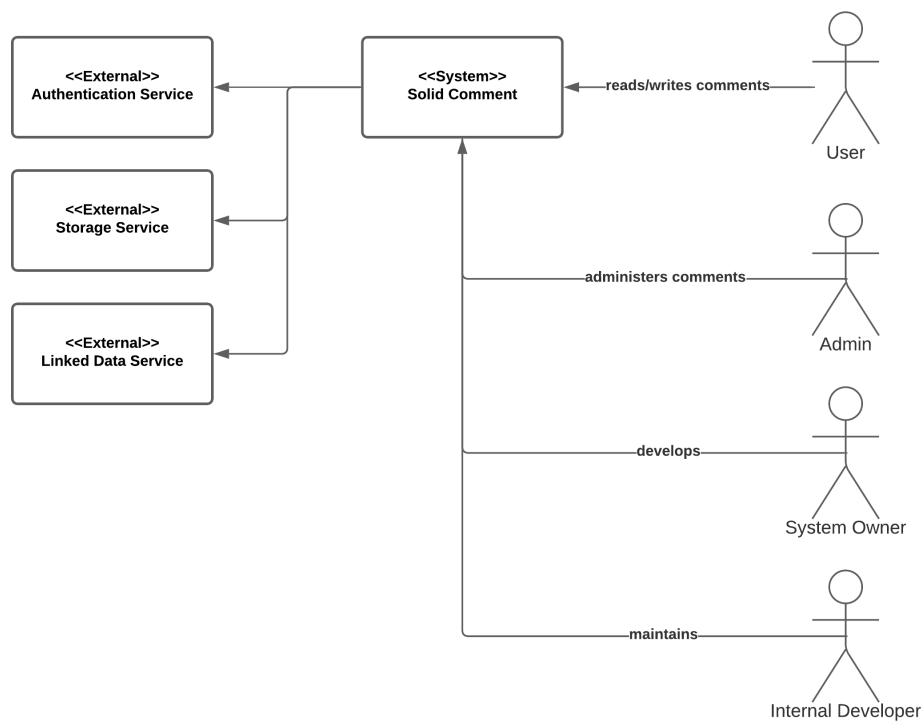 <<External>>
Authentication Service
<<System>>
Solid Comment
reads/writes comments
User
<<External>>
Storage Service
administers comments
Admin
<<External>>
Linked Data Service
develops
System Owner
maintains
Internal Developer